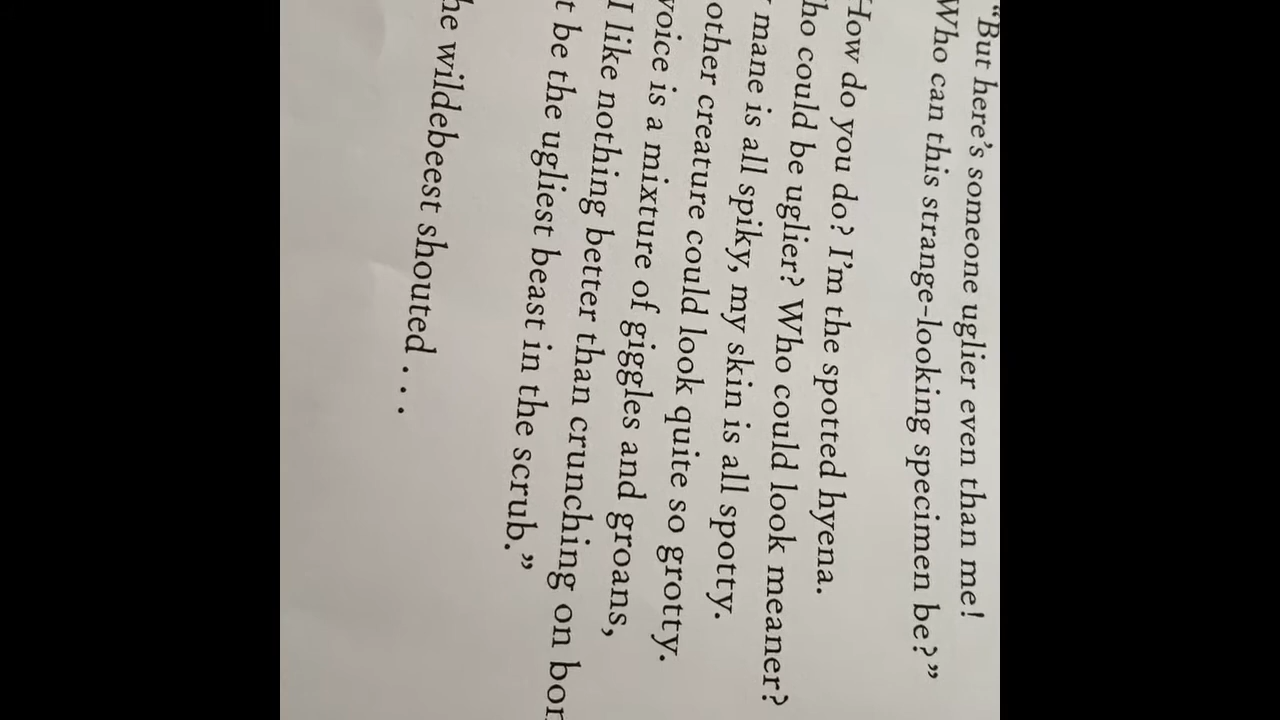 “But here’s someone uglier even than me!
Who can this strange-looking specimen be?”
How do you do? I’m the spotted hyena.
ho could be uglier? Who could look meaner?
mane is all spiky, my skin is all spotty.
other creature could look quite so grotty.
voice is a mixture of giggles and groans,
I like nothing better than crunching on bon
t be the ugliest beast in the scrub.”
he wildebeest shouted . . .